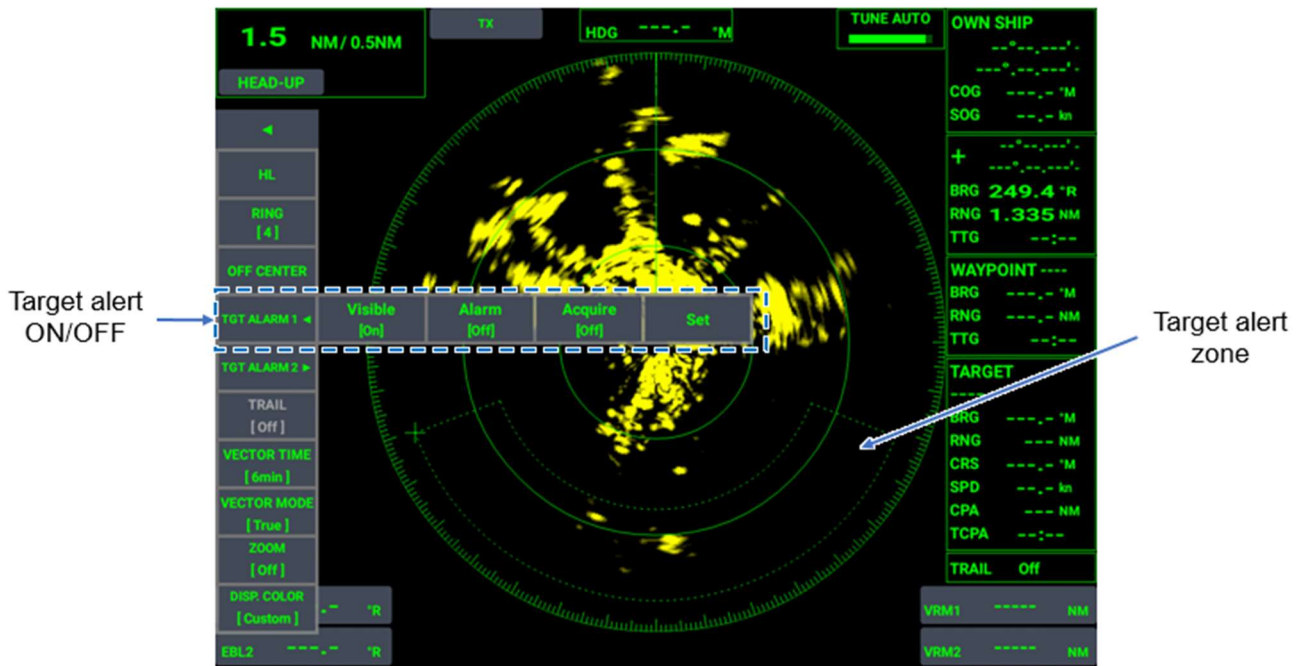 1.5 NM/ 0.5NM
HEAD-UP
TX
HDG ---.- °M
TUNE AUTO
OWN SHIP
--°--.---'-
---°--.---'-
COG ---.- °M
SOG --.- kn
+ --°--.---'-
---°--.---'-
BRG 249.4 °R
RNG 1.335 NM
TTG --:--
WAYPOINT ----
BRG ---.- °M
RNG ---.- NM
TTG --:--
TARGET
----
BRG ---.- °M
RNG --- NM
CRS ---.- °M
SPD --.- kn
CPA --- NM
TCPA --:--
TRAIL Off
◄
HL
RING
[ 4 ]
OFF CENTER
TGT ALARM 1 ◄
Visible
[On]
Alarm
[Off]
Acquire
[Off]
Set
TGT ALARM 2 ►
TRAIL
[ Off ]
VECTOR TIME
[ 6min ]
VECTOR MODE
[ True ]
ZOOM
[ Off ]
DISP. COLOR
[ Custom ]
.- °R
EBL2 ---.- °R
VRM1 ----- NM
VRM2 ----- NM
Target alert
ON/OFF
Target alert
zone